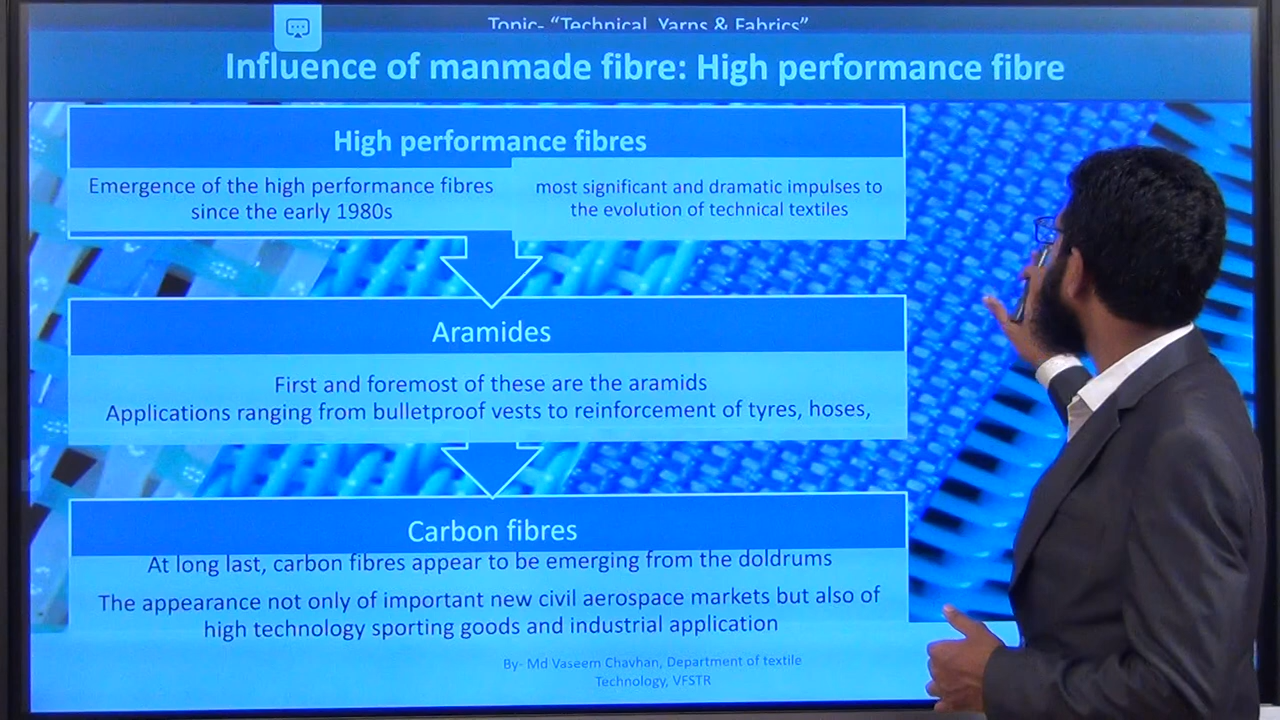 Topic- “Technical Yarns & Fabrics”
Influence of manmade fibre: High performance fibre
High performance fibres
Emergence of the high performance fibres
since the early 1980s
most significant and dramatic impulses to
the evolution of technical textiles
Aramides
First and foremost of these are the aramids
Applications ranging from bulletproof vests to reinforcement of tyres, hoses,
Carbon fibres
At long last, carbon fibres appear to be emerging from the doldrums
The appearance not only of important new civil aerospace markets but also of
high technology sporting goods and industrial application
By- Md Vaseem Chavhan, Department of textile
Technology, VFSTR